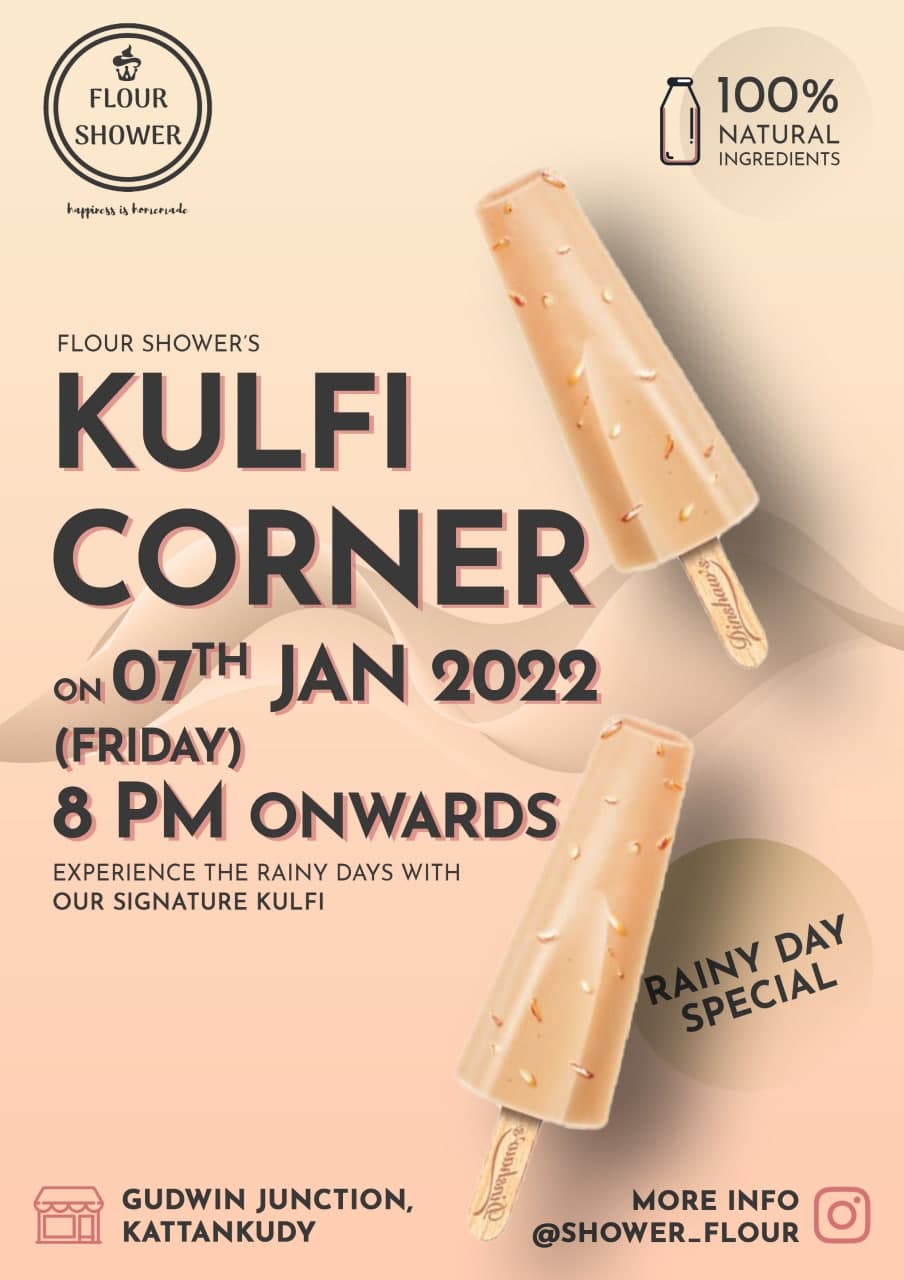 FLOUR
SHOWER
happiness is homemade
100%
NATURAL
INGREDIENTS
FLOUR SHOWER'S
KULFI
CORNER
ON 07TH JAN 2022
(FRIDAY)
8 PM ONWARDS
EXPERIENCE THE RAINY DAYS WITH
OUR SIGNATURE KULFI
Dinshaw's
RAINY DAY
SPECIAL
Dinshaw's
GUDWIN JUNCTION,
KATTANKUDY
MORE INFO
@SHOWER_FLOUR